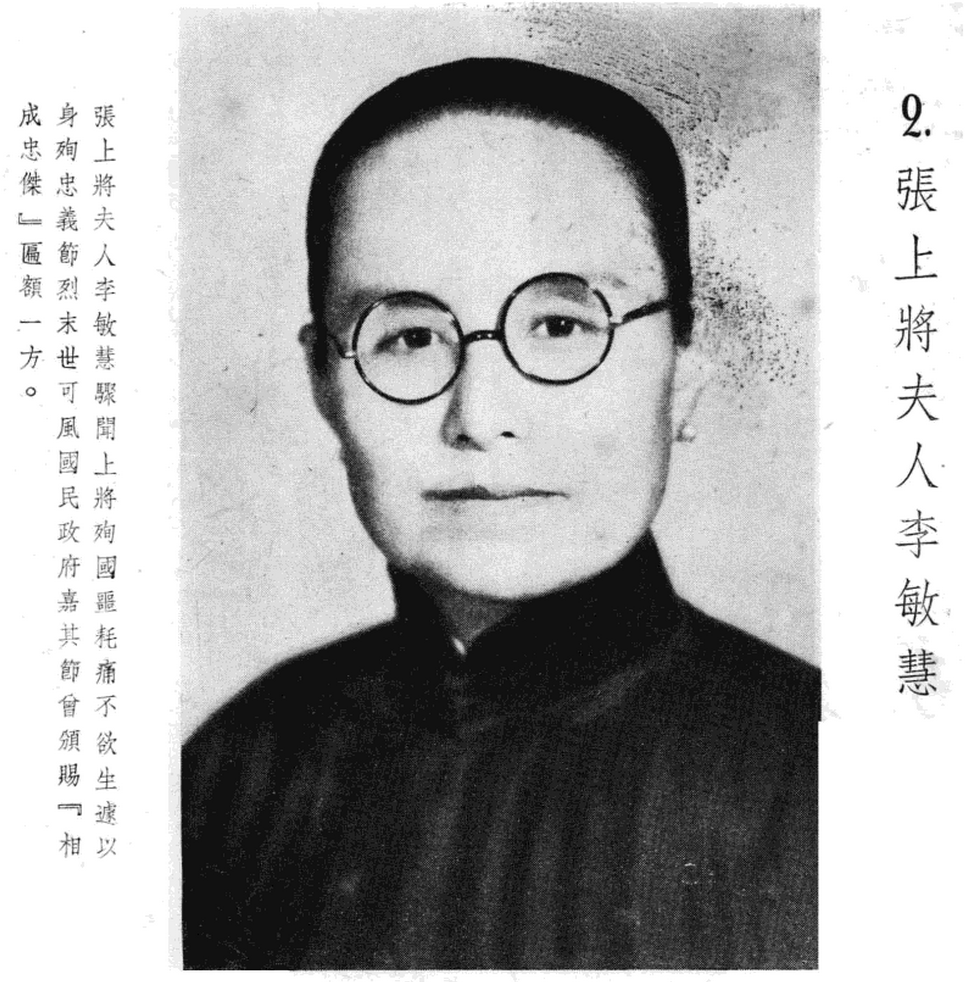 2. 張上將夫人李敏慧
張上將夫人李敏慧驟聞上將殉國噩耗痛不欲生遽以
身殉忠義節烈末世可風國民政府嘉其節曾頒賜『相
成忠傑』匾額一方。